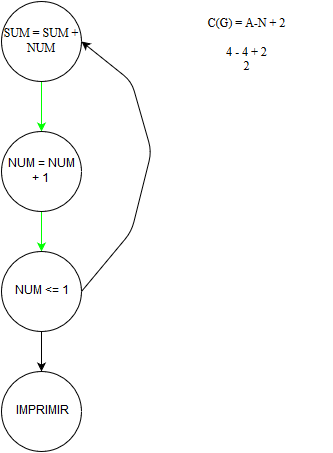 C(G) = A-N + 2
4 - 4 + 2
2
SUM = SUM +
NUM
NUM = NUM
+ 1
NUM <= 1
IMPRIMIR